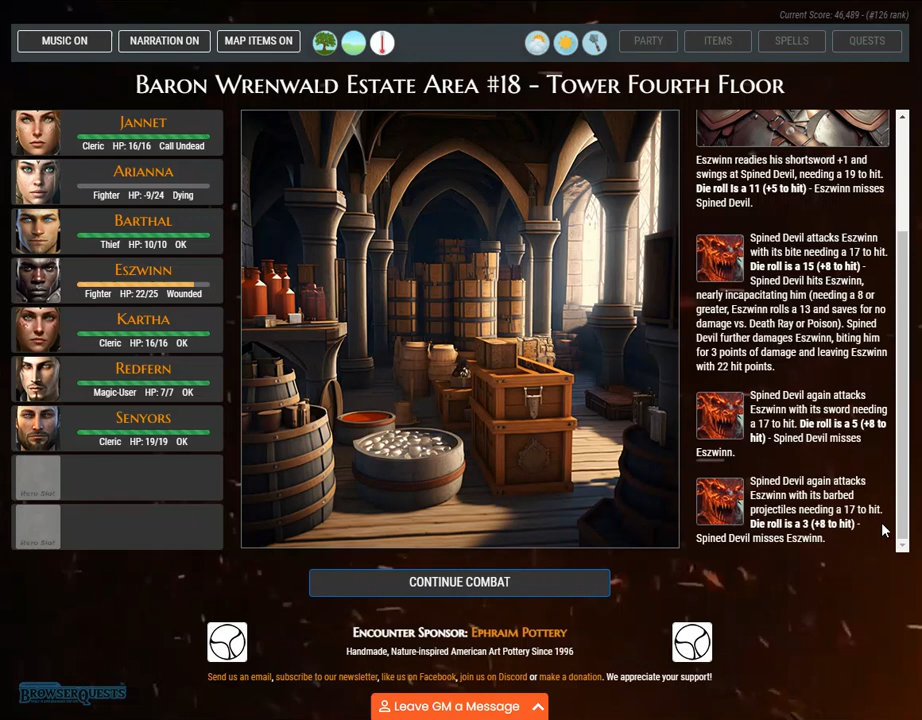 Current Score: 46,489 - (#126 rank)
MUSIC ON
NARRATION ON
MAP ITEMS ON
PARTY
ITEMS
SPELLS
QUESTS
Baron Wrenwald Estate Area #18 - Tower Fourth Floor
Jannet
Cleric HP: 16/16 Call Undead
Arianna
Fighter HP: -9/24 Dying
Barthal
Thief HP: 10/10 OK
Eszwinn
Fighter HP: 22/25 Wounded
Kartha
Cleric HP: 16/16 OK
Redfern
Magic-User HP: 7/7 OK
Senyors
Cleric HP: 19/19 OK
Hero Slot
Hero Slot
Eszwinn readies his shortsword +1 and
swings at Spined Devil, needing a 19 to hit.
Die roll Is a 11 (+5 to hit) - Eszwinn misses
Spined Devil.
Spined Devil attacks Eszwinn
with its bite needing a 17 to hit.
Die roll is a 15 (+8 to hit) -
Spined Devil hits Eszwinn,
nearly incapacitating him (needing a 8 or
greater, Eszwinn rolls a 13 and saves for no
damage vs. Death Ray or Poison). Spined
Devil further damages Eszwinn, biting him
for 3 points of damage and leaving Eszwinn
with 22 hit points.
Spined Devil again attacks
Eszwinn with its sword needing
a 17 to hit. Die roll is a 5 (+8 to
hit) - Spined Devil misses
Eszwinn.
Spined Devil again attacks
Eszwinn with its barbed
projectiles needing a 17 to hit.
Die roll is a 3 (+8 to hit) -
Spined Devil misses Eszwinn.
CONTINUE COMBAT
Encounter Sponsor: Ephraim Pottery
Handmade, Nature-inspired American Art Pottery Since 1996
Send us an email, subscribe to our newsletter, like us on Facebook, join us on Discord or make a donation. We appreciate your support!
BrowserQuests
Leave GM a Message